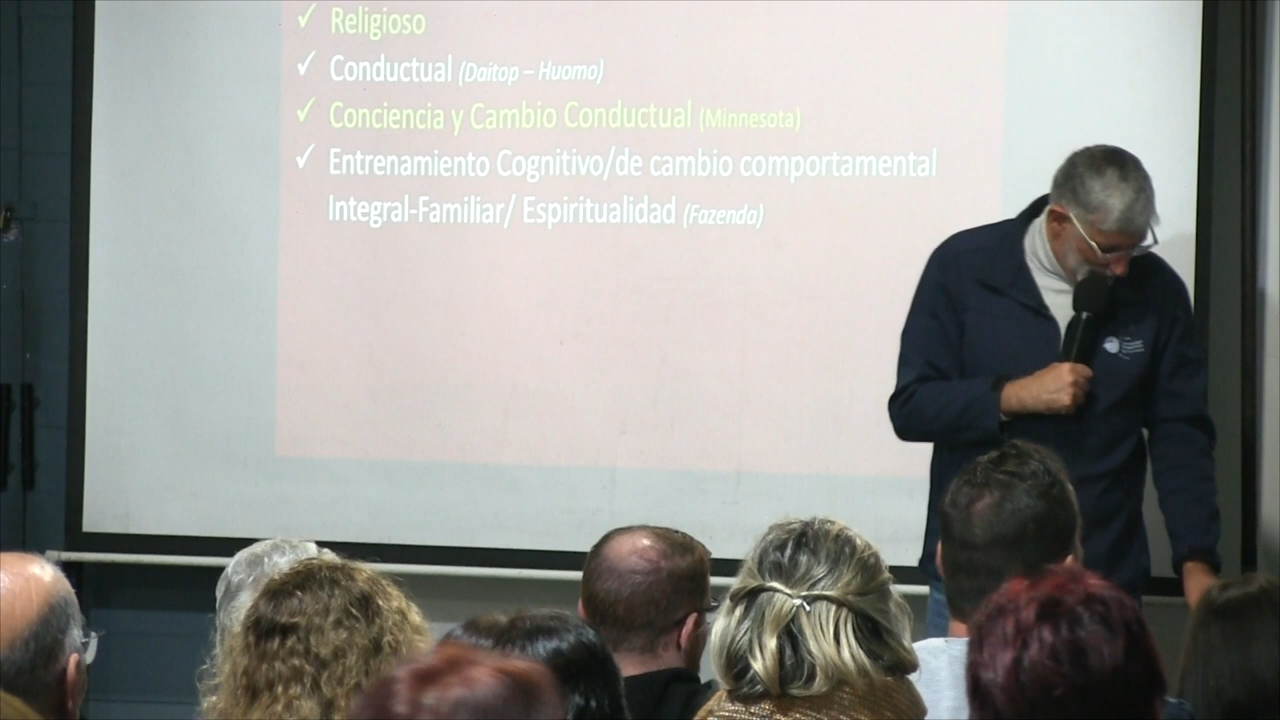 ✓ Religioso
✓ Conductual (Daitop – Huomo)
✓ Conciencia y Cambio Conductual (Minnesota)
✓ Entrenamiento Cognitivo/de cambio comportamental
Integral-Familiar/ Espiritualidad (Fazenda)